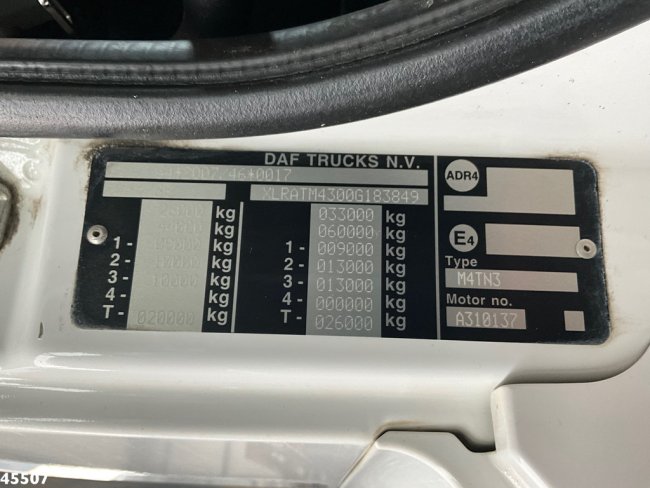 DAF TRUCKS N.V.
XLRATM4300G183849
kg 033000 kg
kg 060000 kg
1- kg 1- 009000 kg
2- kg 2- 013000 kg
3- kg 3- 013000 kg
4- kg 4- 000000 kg
T- 020000 kg T- 026000 kg
ADR4
E4
Type
M4TN3
Motor no.
A310137
45507